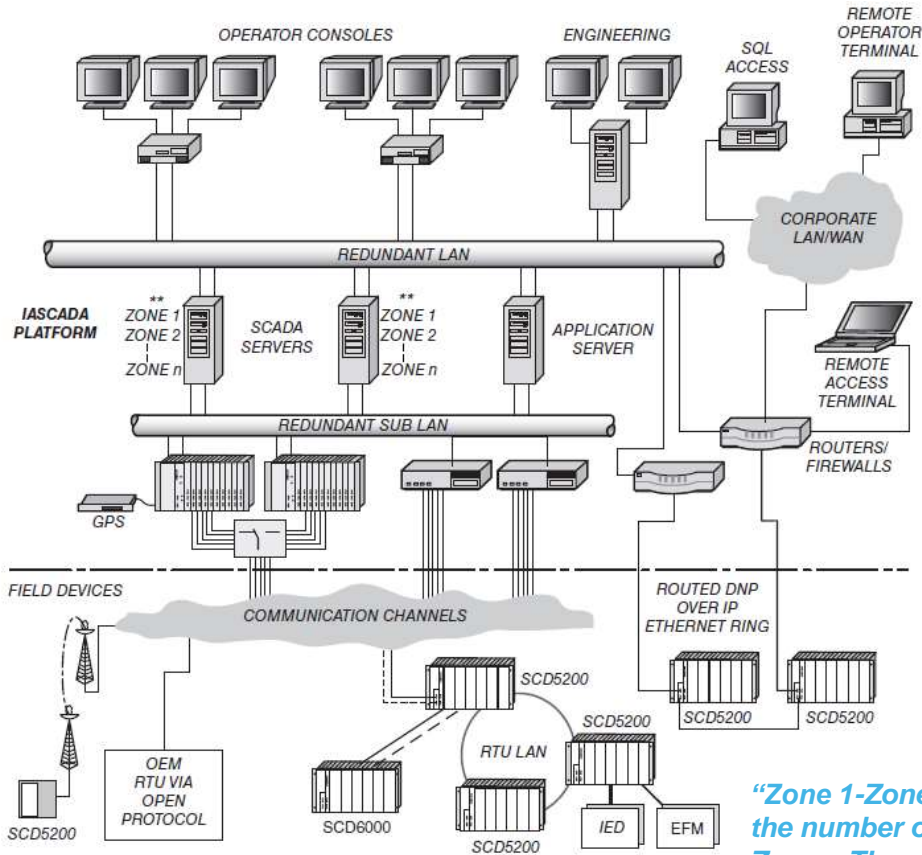 OPERATOR CONSOLES
ENGINEERING
SQL
ACCESS
REMOTE
OPERATOR
TERMINAL
CORPORATE
LAN/WAN
REDUNDANT LAN
IASCADA
PLATFORM
**
ZONE 1
ZONE 2
ZONE n
SCADA
SERVERS
**
ZONE 1
ZONE 2
ZONE n
APPLICATION
SERVER
REMOTE
ACCESS
TERMINAL
REDUNDANT SUB LAN
ROUTERS/
FIREWALLS
GPS
FIELD DEVICES
COMMUNICATION CHANNELS
ROUTED DNP
OVER IP
ETHERNET RING
SCD5200
SCD5200
SCD5200
SCD5200
RTU LAN
OEM
RTU VIA
OPEN
PROTOCOL
SCD5200
SCD6000
SCD5200
IED
EFM
“Zone 1-Zone
the number o